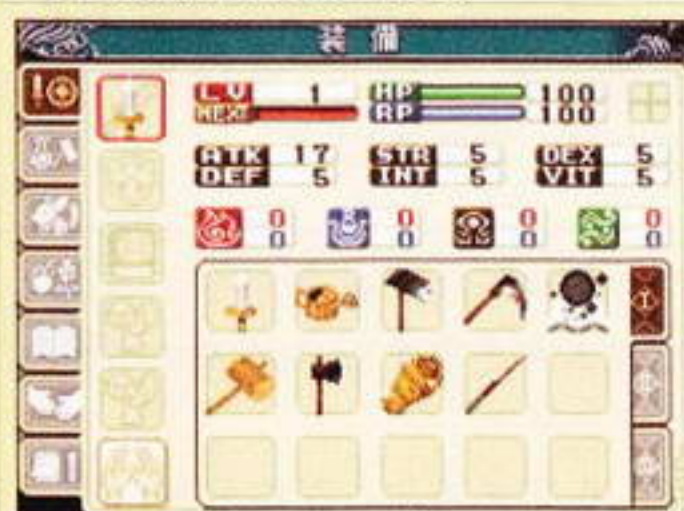 装備
LV 1 HP 100
NEXT RP 100
ATK 17 STR 5 DEX 5
DEF 5 INT 5 VIT 5
0 0 0 0
0 0 0 0